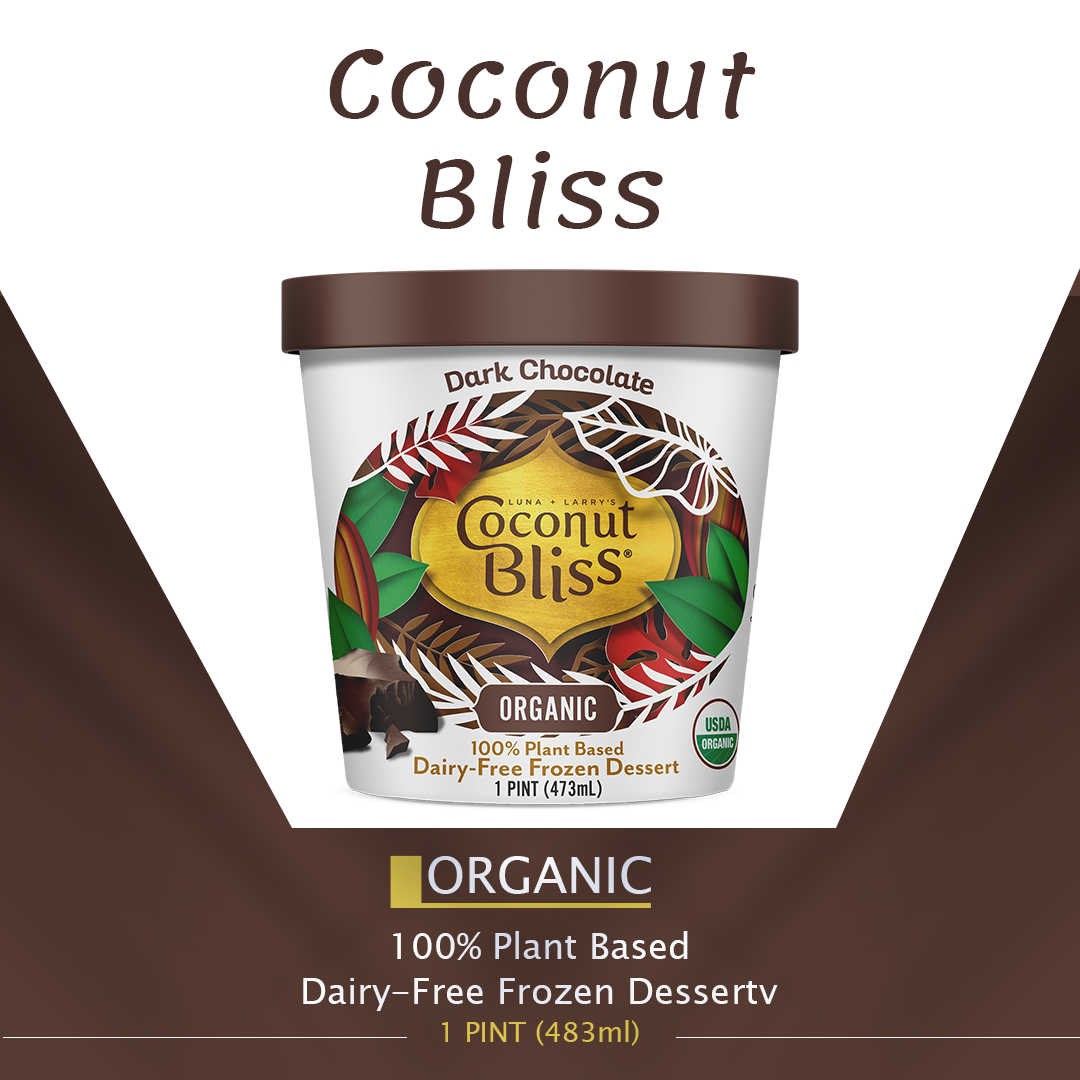 Coconut
Bliss
Dark Chocolate
LUNA + LARRY'S
Coconut
Bliss®
ORGANIC
USDA
ORGANIC
100% Plant Based
Dairy-Free Frozen Dessert
1 PINT (473mL)
ORGANIC
100% Plant Based
Dairy-Free Frozen Dessertv
1 PINT (483ml)